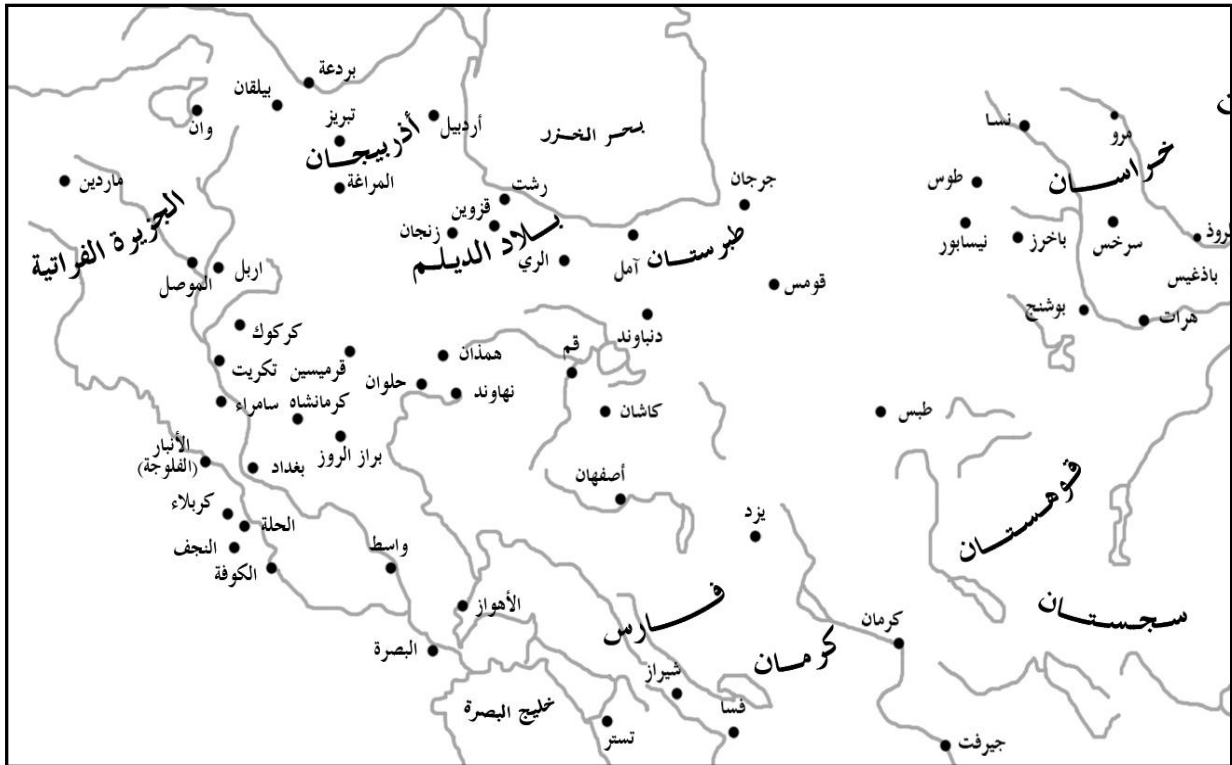 بردعة
بيلقان
وان
تبريز
أردبيل
أذربيجان
المراغة
بحر الخزر
نسا
مرو
خراسان
ماردين
الجزيرة الفراتية
رشت
قزوين
زنجان
بلاد الديلم
الري
جرجان
طبرستان
آمل
طوس
نيسابور
باخرز
سرخس
باذغيس
الموصل
اربل
قومس
بوشنج
هرات
كركوك
دنباوند
قم
همذان
قرميسين
تكريت
حلوان
نهاوند
كرمانشاه
سامراء
كاشان
طبس
براز الروز
الأنبار
(الفلوجة)
بغداد
أصفهان
قوهستان
كربلاء
الحلة
النجف
الكوفة
واسط
يزد
الأهواز
فارس
سجستان
كرمان
كرمان
البصرة
شيراز
خليج البصرة
فسا
تستر
جيرفت